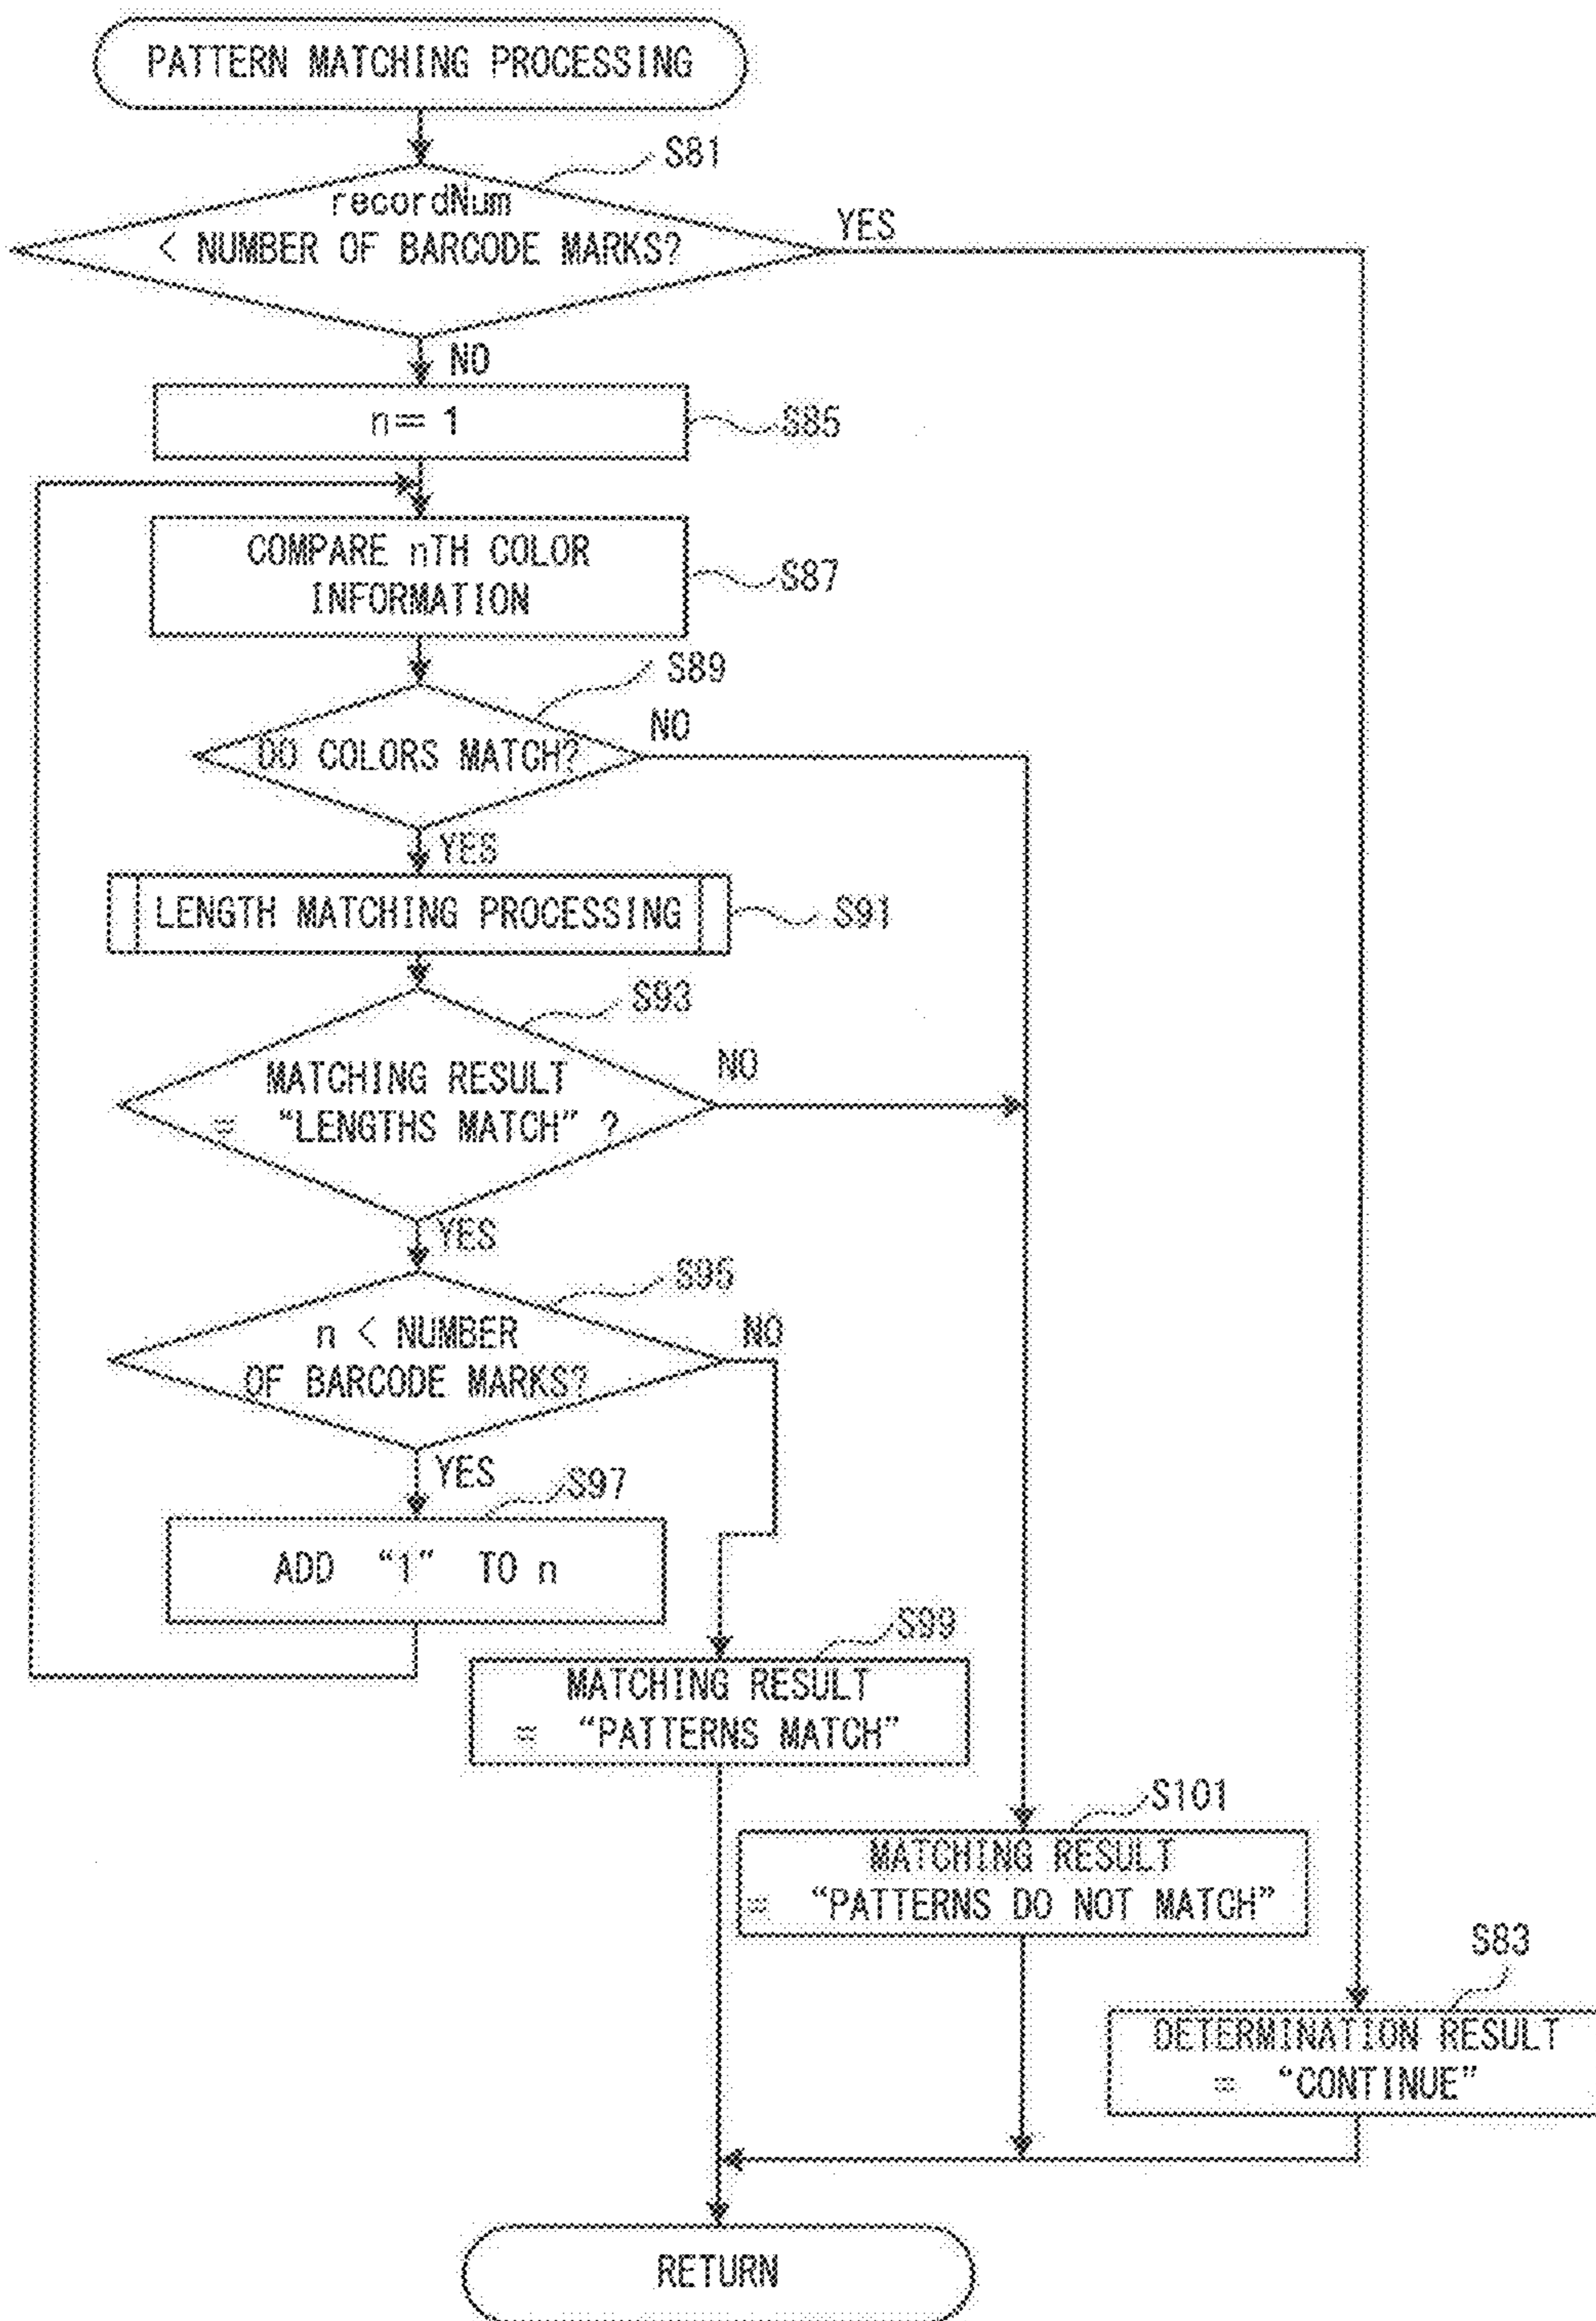 PATTERN MATCHING PROCESSING
S81
recordNum
< NUMBER OF BARCODE MARKS?
YES
NO
n= 1
S85
COMPARE nTH COLOR
INFORMATION
S87
S89
DO COLORS MATCH?
NO
YES
LENGTH MATCHING PROCESSING
S91
S93
MATCHING RESULT
= “LENGTHS MATCH” ?
NO
YES
S95
n < NUMBER
OF BARCODE MARKS?
NO
YES
S97
ADD “1” TO n
S99
MATCHING RESULT
= “PATTERNS MATCH”
S101
MATCHING RESULT
= “PATTERNS DO NOT MATCH”
S83
DETERMINATION RESULT
= “CONTINUE”
RETURN